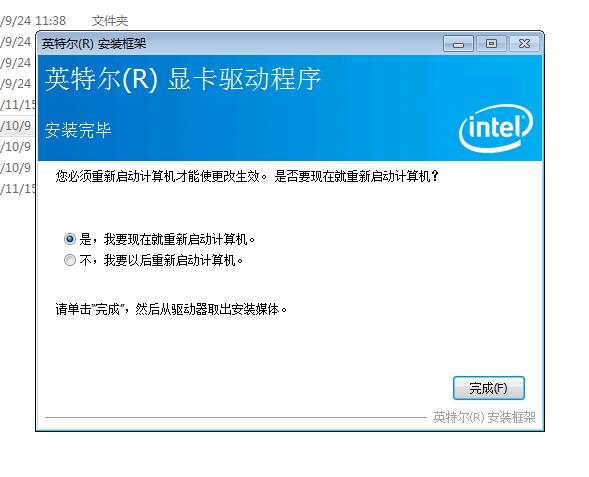 /9/24 11:38 文件夹
/9/24
/9/24
/9/24
/11/15
/10/9
/10/9
/10/9
/11/15
英特尔(R) 安装框架
英特尔(R) 显卡驱动程序
安装完毕
intel
您必须重新启动计算机才能使更改生效。是否要现在就重新启动计算机？
是，我要现在就重新启动计算机。
不，我要以后重新启动计算机。
请单击“完成”，然后从驱动器取出安装媒体。
完成(F)
英特尔(R) 安装框架